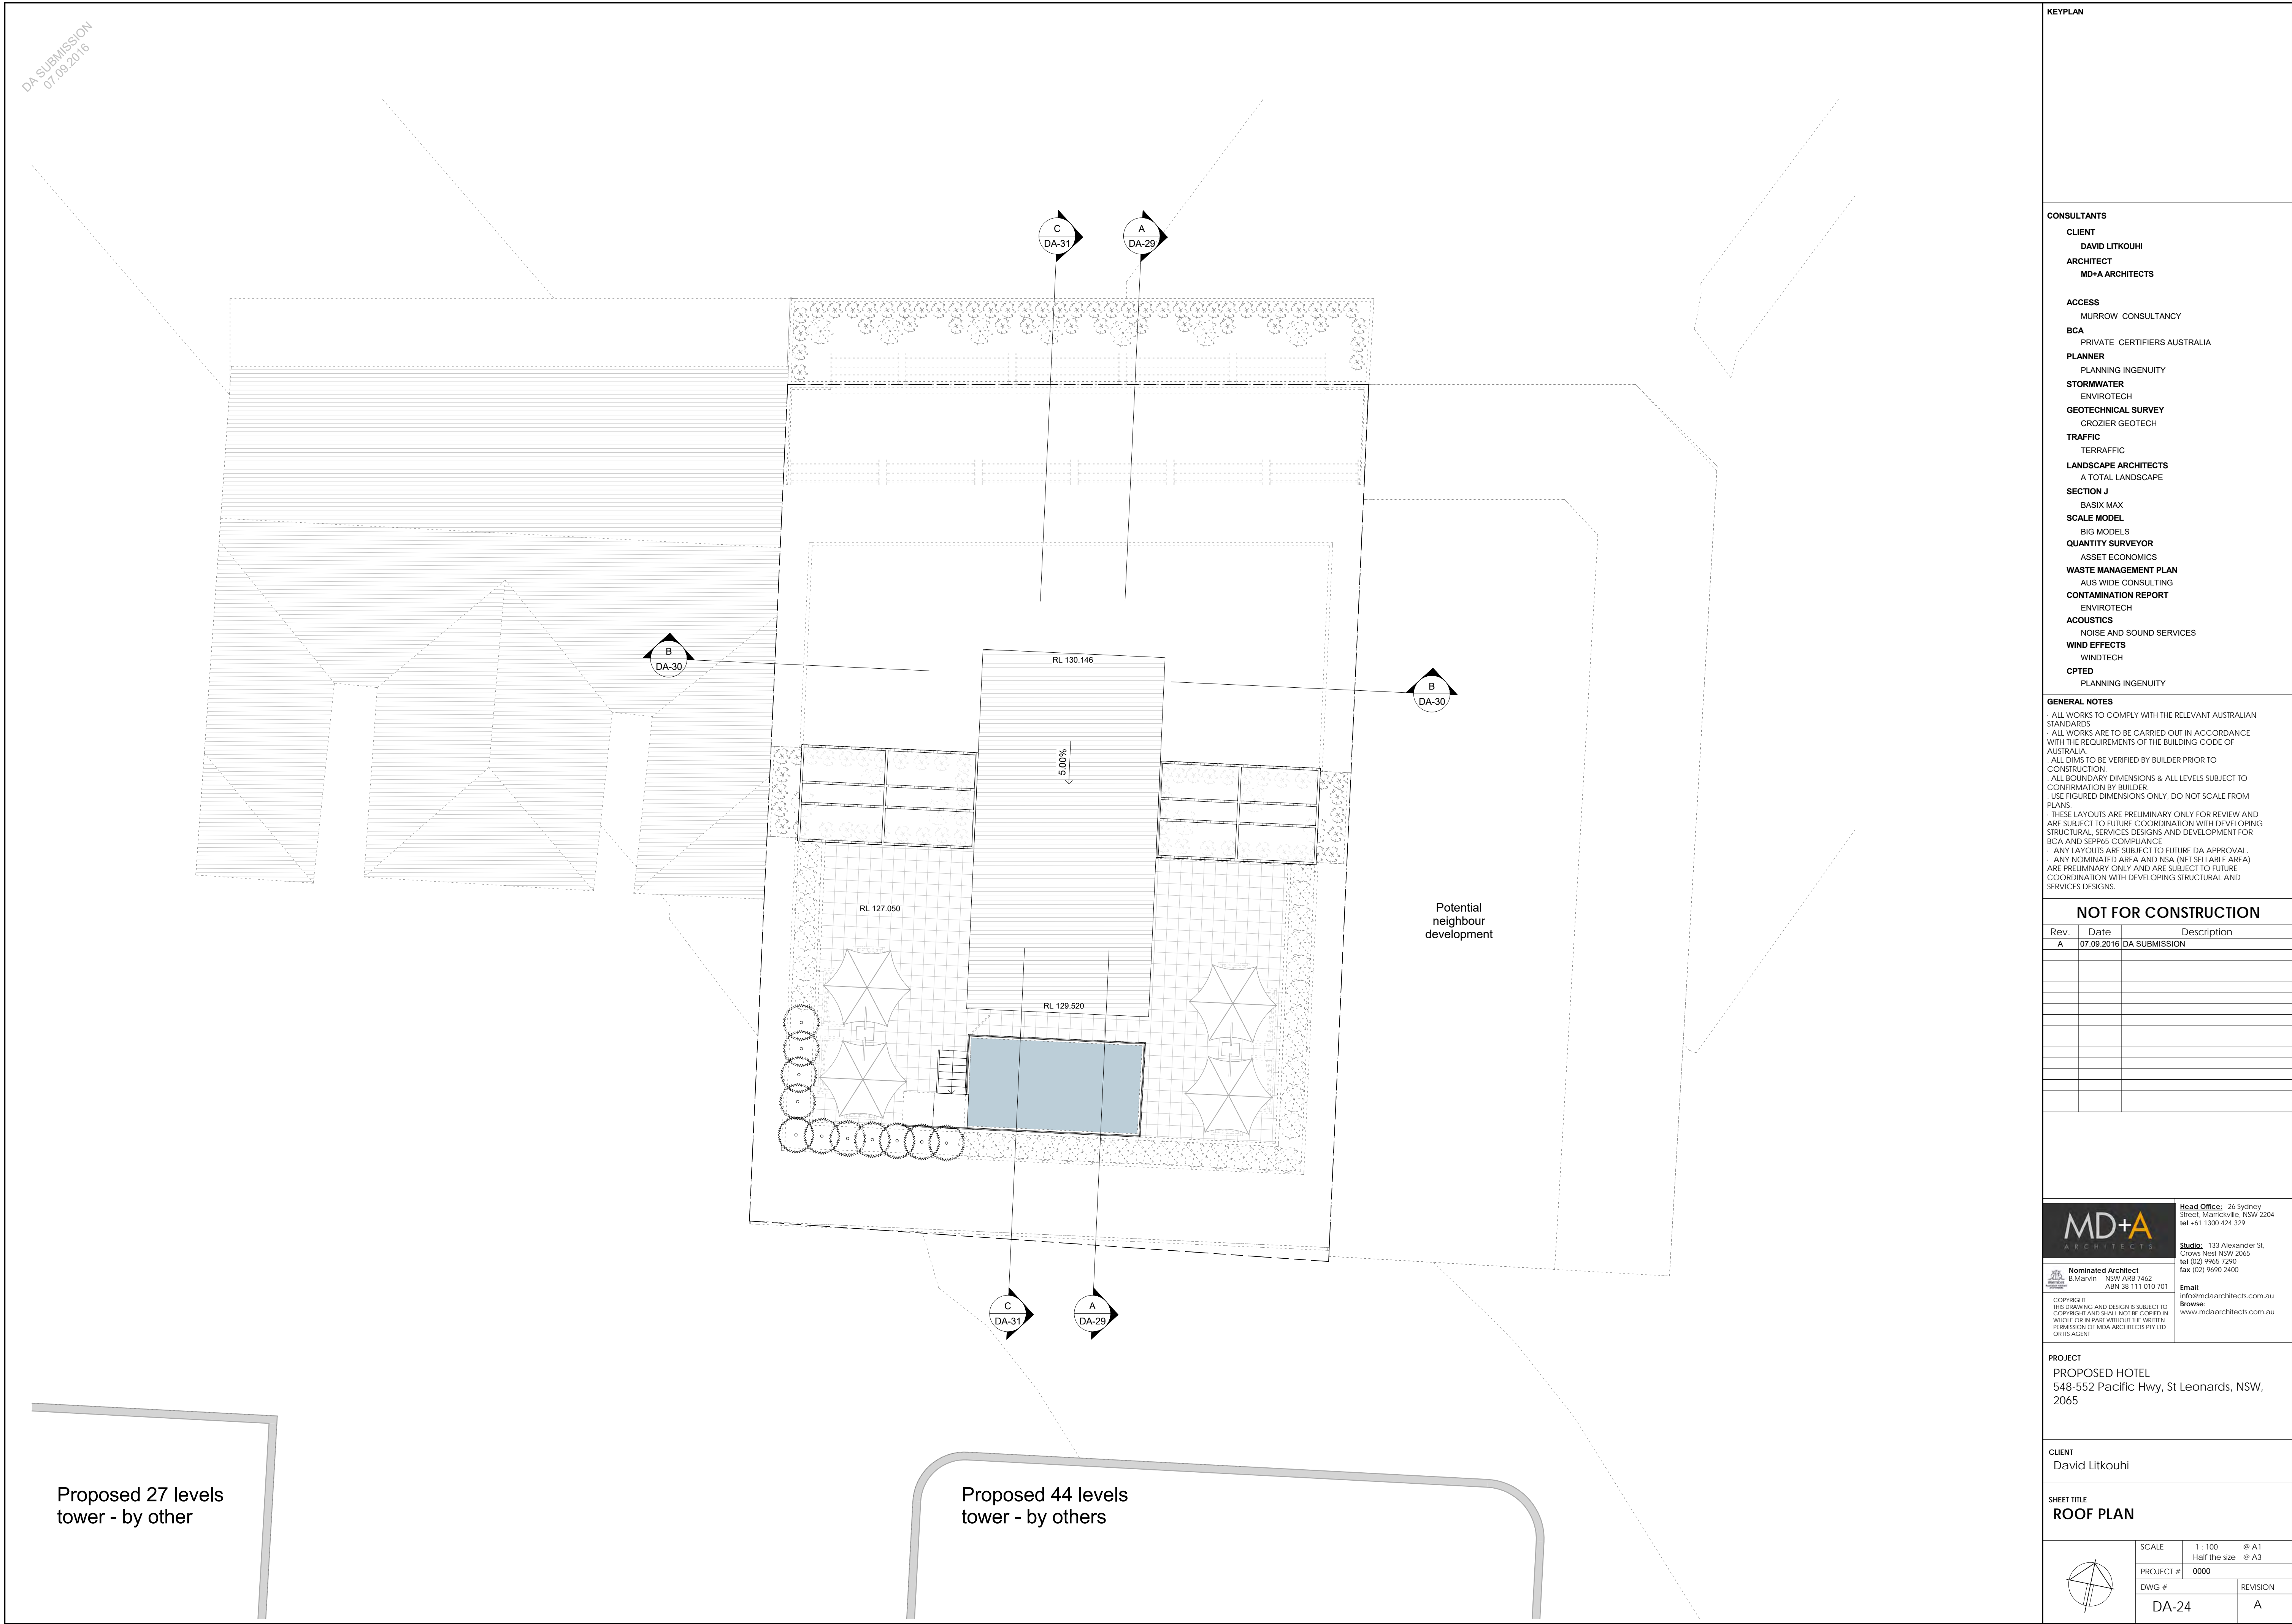 DA SUBMISSION
07.09.2016
C
DA-31
A
DA-29
B
DA-30
B
DA-30
RL 130.146
5.00%
RL 127.050
RL 129.520
Potential
neighbour
development
C
DA-31
A
DA-29
Proposed 27 levels
tower - by other
Proposed 44 levels
tower - by others
KEYPLAN
CONSULTANTS
CLIENT
DAVID LITKOUHI
ARCHITECT
MD+A ARCHITECTS
ACCESS
MURROW CONSULTANCY
BCA
PRIVATE CERTIFIERS AUSTRALIA
PLANNER
PLANNING INGENUITY
STORMWATER
ENVIROTECH
GEOTECHNICAL SURVEY
CROZIER GEOTECH
TRAFFIC
TERRAFFIC
LANDSCAPE ARCHITECTS
A TOTAL LANDSCAPE
SECTION J
BASIX MAX
SCALE MODEL
BIG MODELS
QUANTITY SURVEYOR
ASSET ECONOMICS
WASTE MANAGEMENT PLAN
AUS WIDE CONSULTING
CONTAMINATION REPORT
ENVIROTECH
ACOUSTICS
NOISE AND SOUND SERVICES
WIND EFFECTS
WINDTECH
CPTED
PLANNING INGENUITY
GENERAL NOTES
- ALL WORKS TO COMPLY WITH THE RELEVANT AUSTRALIAN
STANDARDS
- ALL WORKS ARE TO BE CARRIED OUT IN ACCORDANCE
WITH THE REQUIREMENTS OF THE BUILDING CODE OF
AUSTRALIA.
. ALL DIMS TO BE VERIFIED BY BUILDER PRIOR TO
CONSTRUCTION.
. ALL BOUNDARY DIMENSIONS & ALL LEVELS SUBJECT TO
CONFIRMATION BY BUILDER.
. USE FIGURED DIMENSIONS ONLY, DO NOT SCALE FROM
PLANS.
- THESE LAYOUTS ARE PRELIMINARY ONLY FOR REVIEW AND
ARE SUBJECT TO FUTURE COORDINATION WITH DEVELOPING
STRUCTURAL, SERVICES DESIGNS AND DEVELOPMENT FOR
BCA AND SEPP65 COMPLIANCE
- ANY LAYOUTS ARE SUBJECT TO FUTURE DA APPROVAL.
- ANY NOMINATED AREA AND NSA (NET SELLABLE AREA)
ARE PRELIMNARY ONLY AND ARE SUBJECT TO FUTURE
COORDINATION WITH DEVELOPING STRUCTURAL AND
SERVICES DESIGNS.
NOT FOR CONSTRUCTION
Rev. Date Description
A 07.09.2016 DA SUBMISSION
MD+A
ARCHITECTS
Head Office: 26 Sydney
Street, Marrickville, NSW 2204
tel +61 1300 424 329
Studio: 133 Alexander St,
Crows Nest NSW 2065
tel (02) 9965 7290
fax (02) 9690 2400
Email:
info@mdaarchitects.com.au
Browse:
www.mdaarchitects.com.au
Nominated Architect
B.Marvin NSW ARB 7462
ABN 38 111 010 701
COPYRIGHT
THIS DRAWING AND DESIGN IS SUBJECT TO
COPYRIGHT AND SHALL NOT BE COPIED IN
WHOLE OR IN PART WITHOUT THE WRITTEN
PERMISSION OF MDA ARCHITECTS PTY LTD
OR ITS AGENT
PROJECT
PROPOSED HOTEL
548-552 Pacific Hwy, St Leonards, NSW,
2065
CLIENT
David Litkouhi
SHEET TITLE
ROOF PLAN
SCALE 1 : 100 @ A1
Half the size @ A3
PROJECT # 0000
DWG # REVISION
DA-24 A